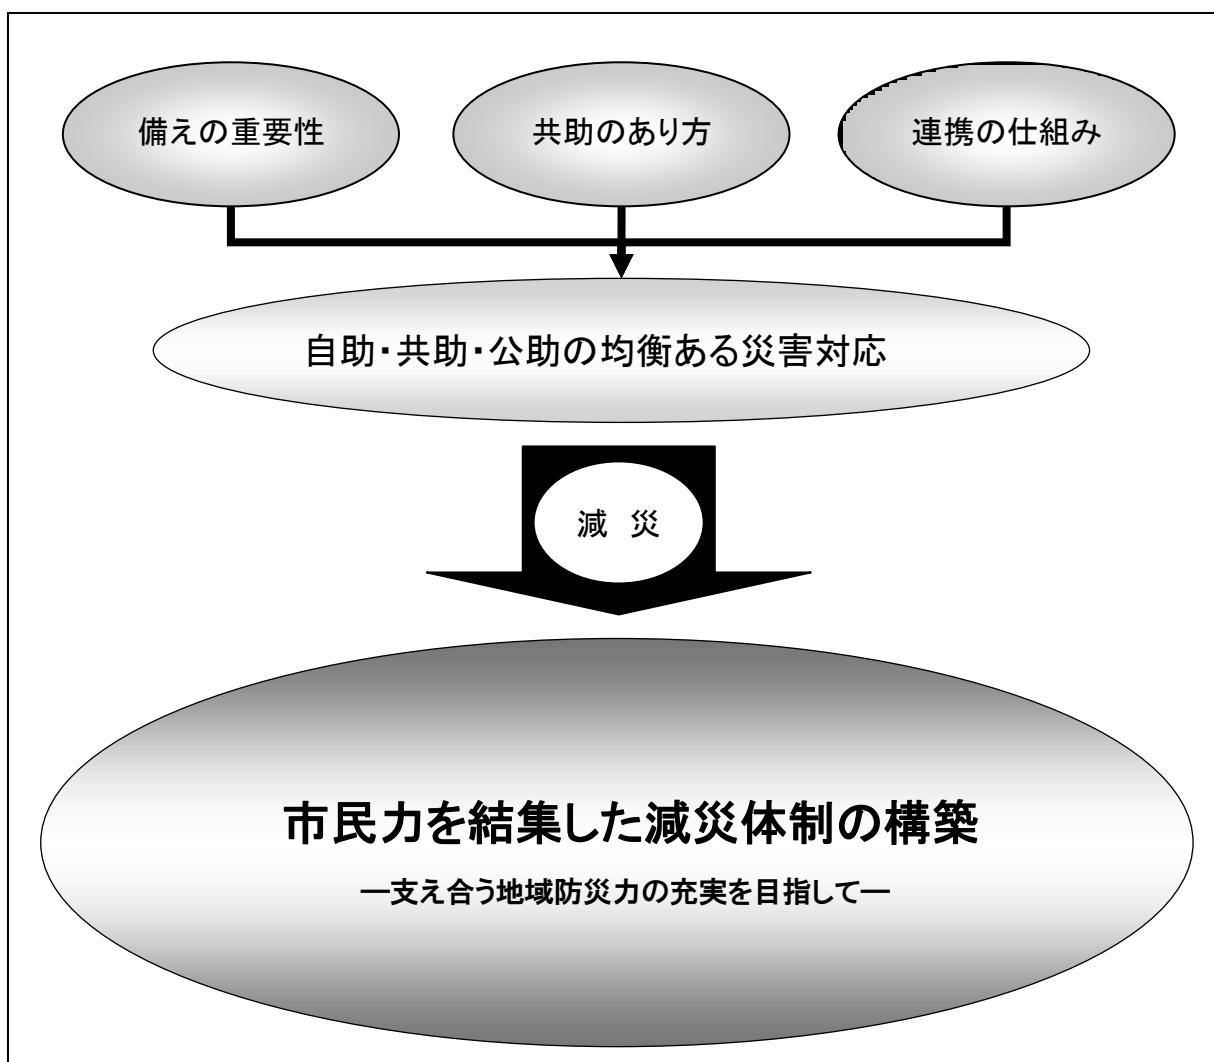 備えの重要性
共助のあり方
連携の仕組み
自助・共助・公助の均衡ある災害対応
減 災
市民力を結集した減災体制の構築
―支え合う地域防災力の充実を目指して―